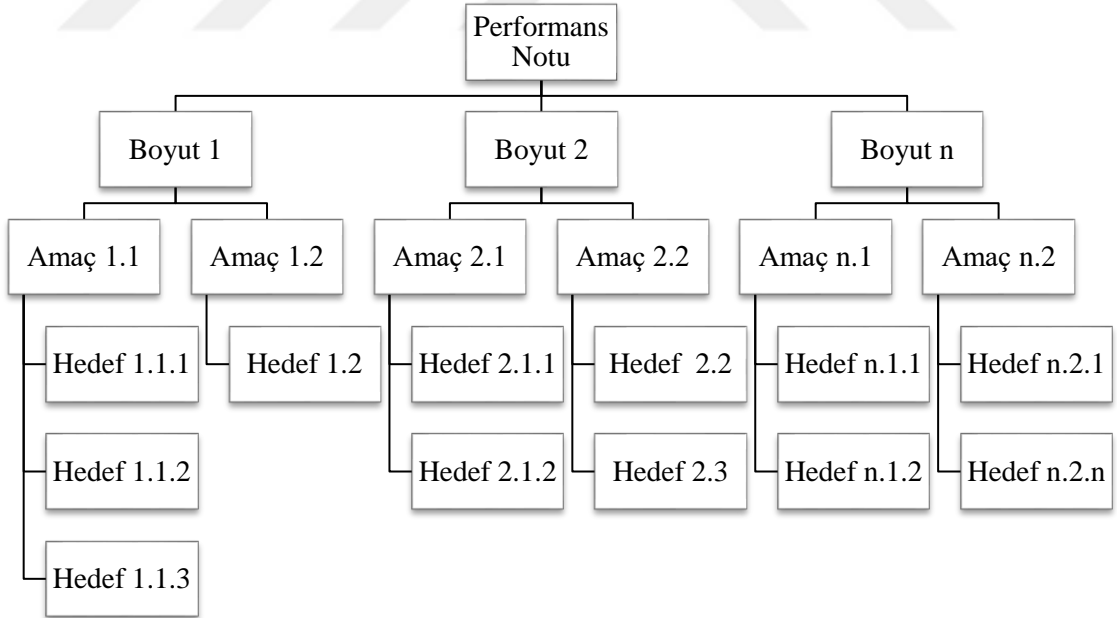 Performans
Notu
Boyut 1
Boyut 2
Boyut n
Amaç 1.1
Amaç 1.2
Amaç 2.1
Amaç 2.2
Amaç n.1
Amaç n.2
Hedef 1.1.1
Hedef 1.2
Hedef 2.1.1
Hedef 2.2
Hedef n.1.1
Hedef n.2.1
Hedef 1.1.2
Hedef 2.1.2
Hedef 2.3
Hedef n.1.2
Hedef n.2.n
Hedef 1.1.3